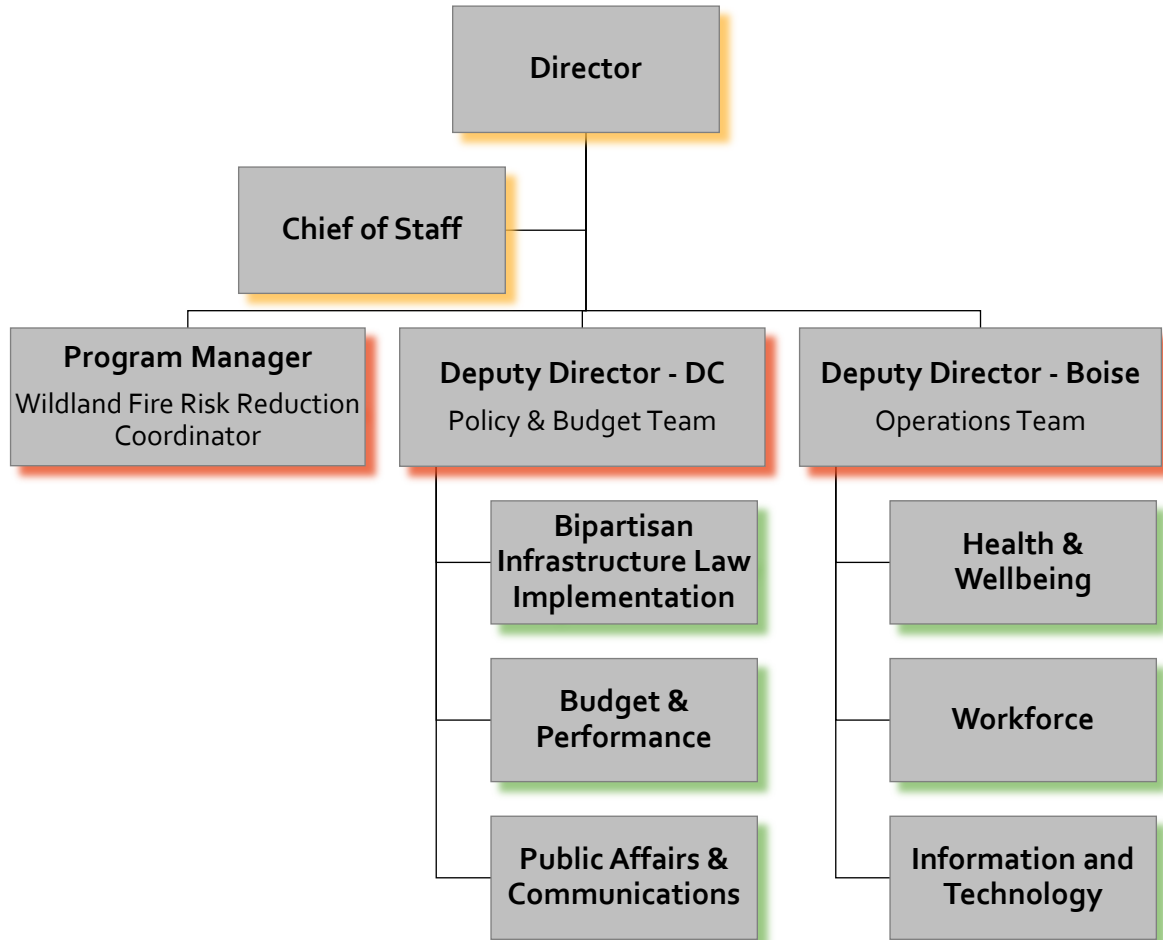 Director
Chief of Staff
Program Manager
Wildland Fire Risk Reduction
Coordinator
Deputy Director - DC
Policy & Budget Team
Deputy Director - Boise
Operations Team
Bipartisan
Infrastructure Law
Implementation
Budget &
Performance
Public Affairs &
Communications
Health &
Wellbeing
Workforce
Information and
Technology